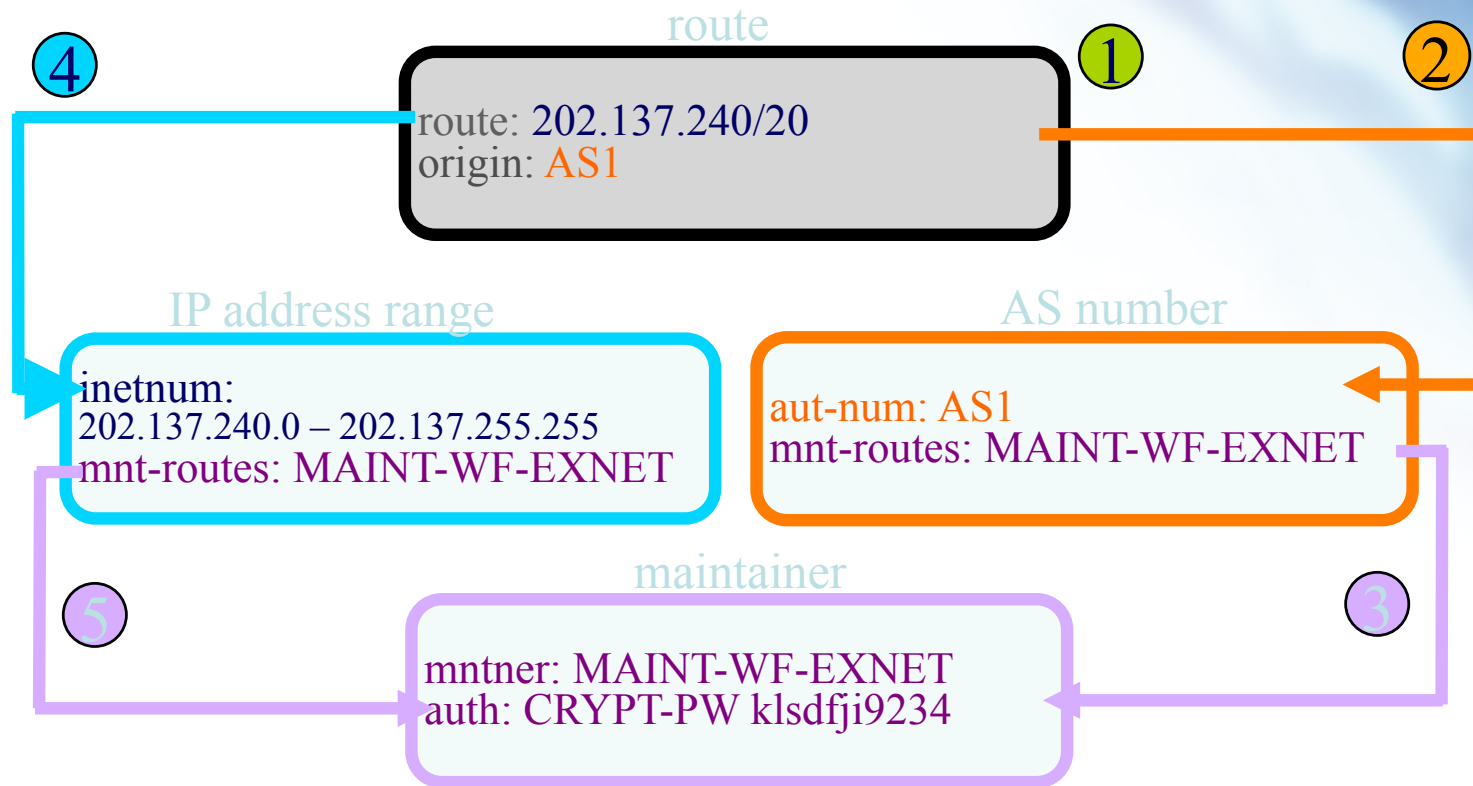 route
4
1
2
route: 202.137.240/20
origin: AS1
IP address range
AS number
inetnum:
202.137.240.0 – 202.137.255.255
mnt-routes: MAINT-WF-EXNET
aut-num: AS1
mnt-routes: MAINT-WF-EXNET
maintainer
5
3
mntner: MAINT-WF-EXNET
auth: CRYPT-PW klsdfji9234